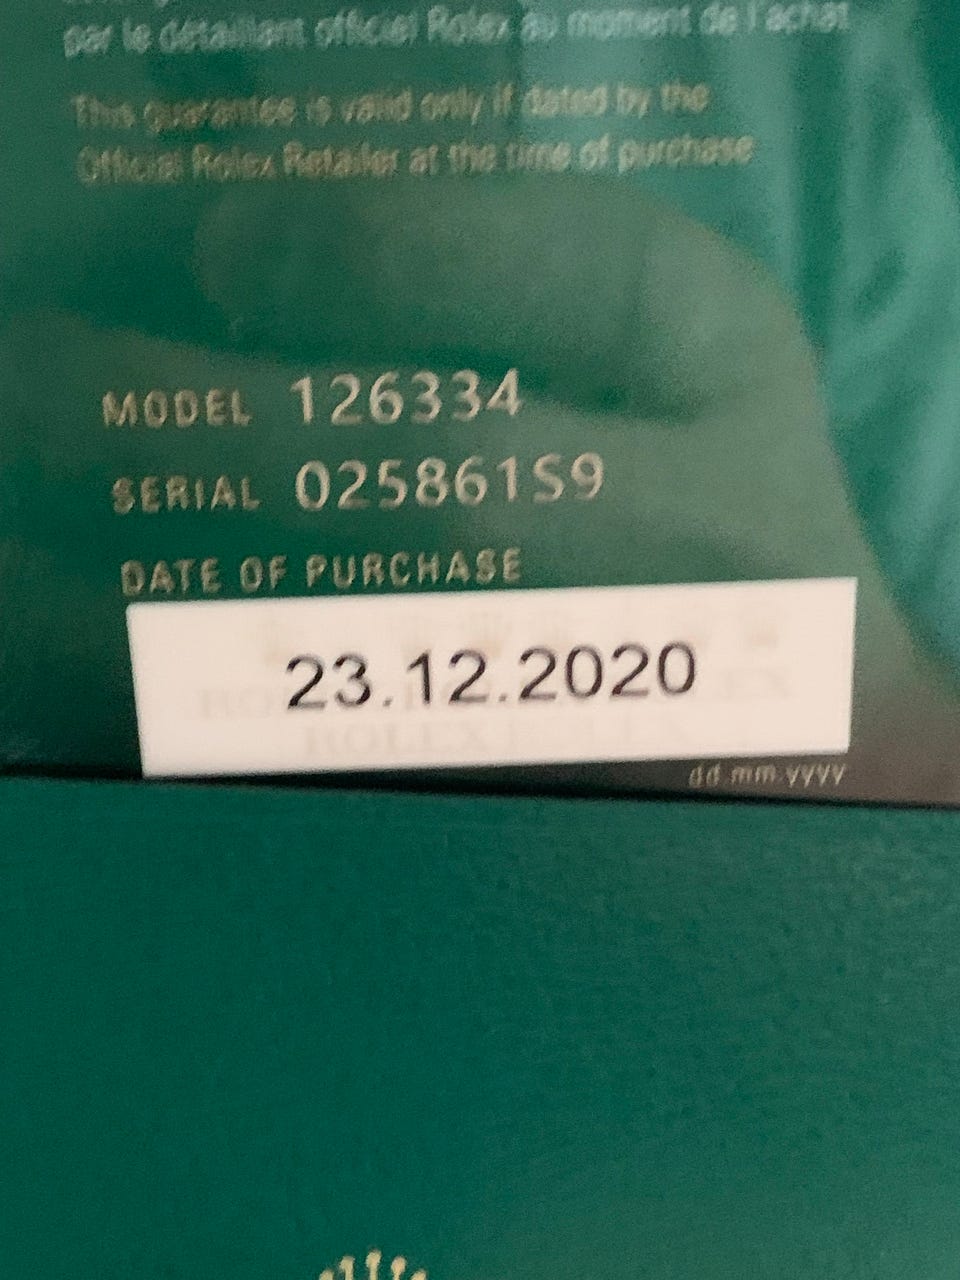 par le détaillant officiel Rolex au moment de l'achat
This guarantee is valid only if dated by the
Official Rolex Retailer at the time of purchase
MODEL 126334
SERIAL 025861S9
DATE OF PURCHASE
23.12.2020
ROLEX
dd mm yyyy